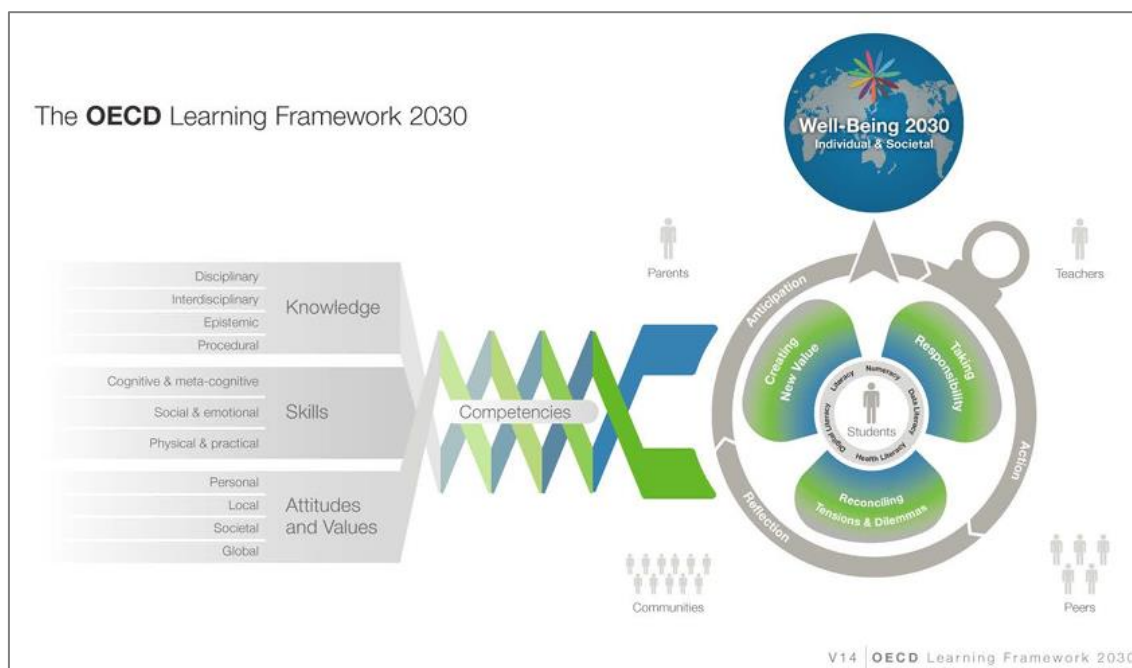 The OECD Learning Framework 2030
Well-Being 2030
Individual & Societal
Disciplinary
Interdisciplinary
Epistemic
Procedural
Knowledge
Cognitive & meta-cognitive
Social & emotional
Physical & practical
Skills
Personal
Local
Societal
Global
Attitudes
and Values
Competencies
Parents
Teachers
Anticipation
Action
Reflection
Creating
New Value
Taking
Responsibility
Reconciling
Tensions & Dilemmas
Literacy
Numeracy
Data Literacy
Health Literacy
Digital Literacy
Students
Communities
Peers
V14 | OECD Learning Framework 2030